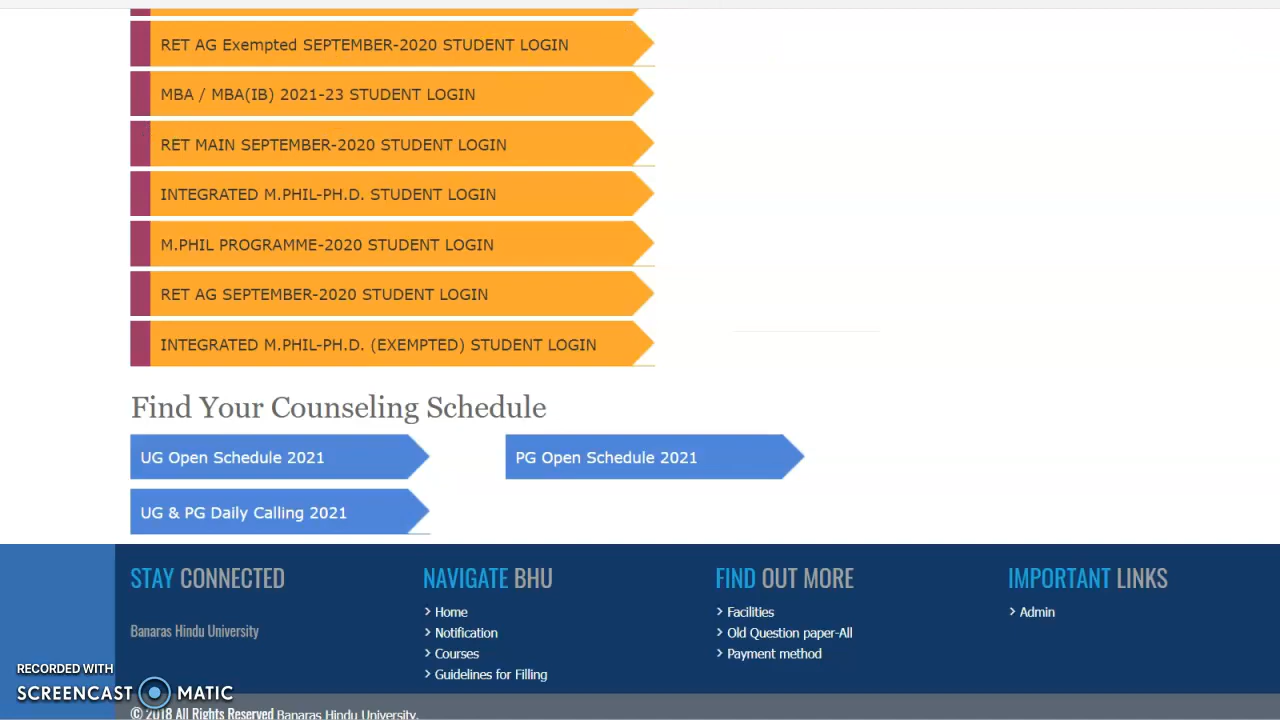 RET AG Exempted SEPTEMBER-2020 STUDENT LOGIN
MBA / MBA(IB) 2021-23 STUDENT LOGIN
RET MAIN SEPTEMBER-2020 STUDENT LOGIN
INTEGRATED M.PHIL-PH.D. STUDENT LOGIN
M.PHIL PROGRAMME-2020 STUDENT LOGIN
RET AG SEPTEMBER-2020 STUDENT LOGIN
INTEGRATED M.PHIL-PH.D. (EXEMPTED) STUDENT LOGIN
Find Your Counseling Schedule
UG Open Schedule 2021
PG Open Schedule 2021
UG & PG Daily Calling 2021
STAY CONNECTED
Banaras Hindu University
NAVIGATE BHU
Home
Notification
Courses
Guidelines for Filling
FIND OUT MORE
Facilities
Old Question paper-All
Payment method
IMPORTANT LINKS
Admin
RECORDED WITH
SCREENCAST MATIC
© 2018 All Rights Reserved Banaras Hindu University.